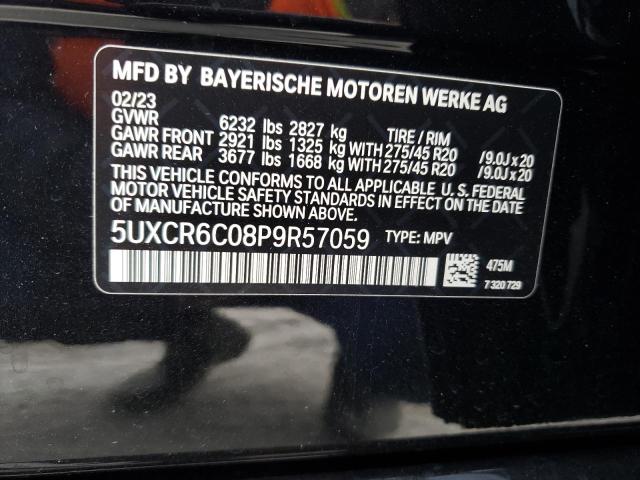 MFD BY BAYERISCHE MOTOREN WERKE AG
02/23
GVWR 6232 lbs 2827 kg TIRE / RIM
GAWR FRONT 2921 lbs 1325 kg WITH 275/45 R20 /9.0J x 20
GAWR REAR 3677 lbs 1668 kg WITH 275/45 R20 /9.0J x 20
THIS VEHICLE CONFORMS TO ALL APPLICABLE U.S. FEDERAL
MOTOR VEHICLE SAFETY STANDARDS IN EFFECT ON THE DATE
OF MANUFACTURE SHOWN ABOVE.
5UXCR6C08P9R57059 TYPE: MPV
475M
7 320 729